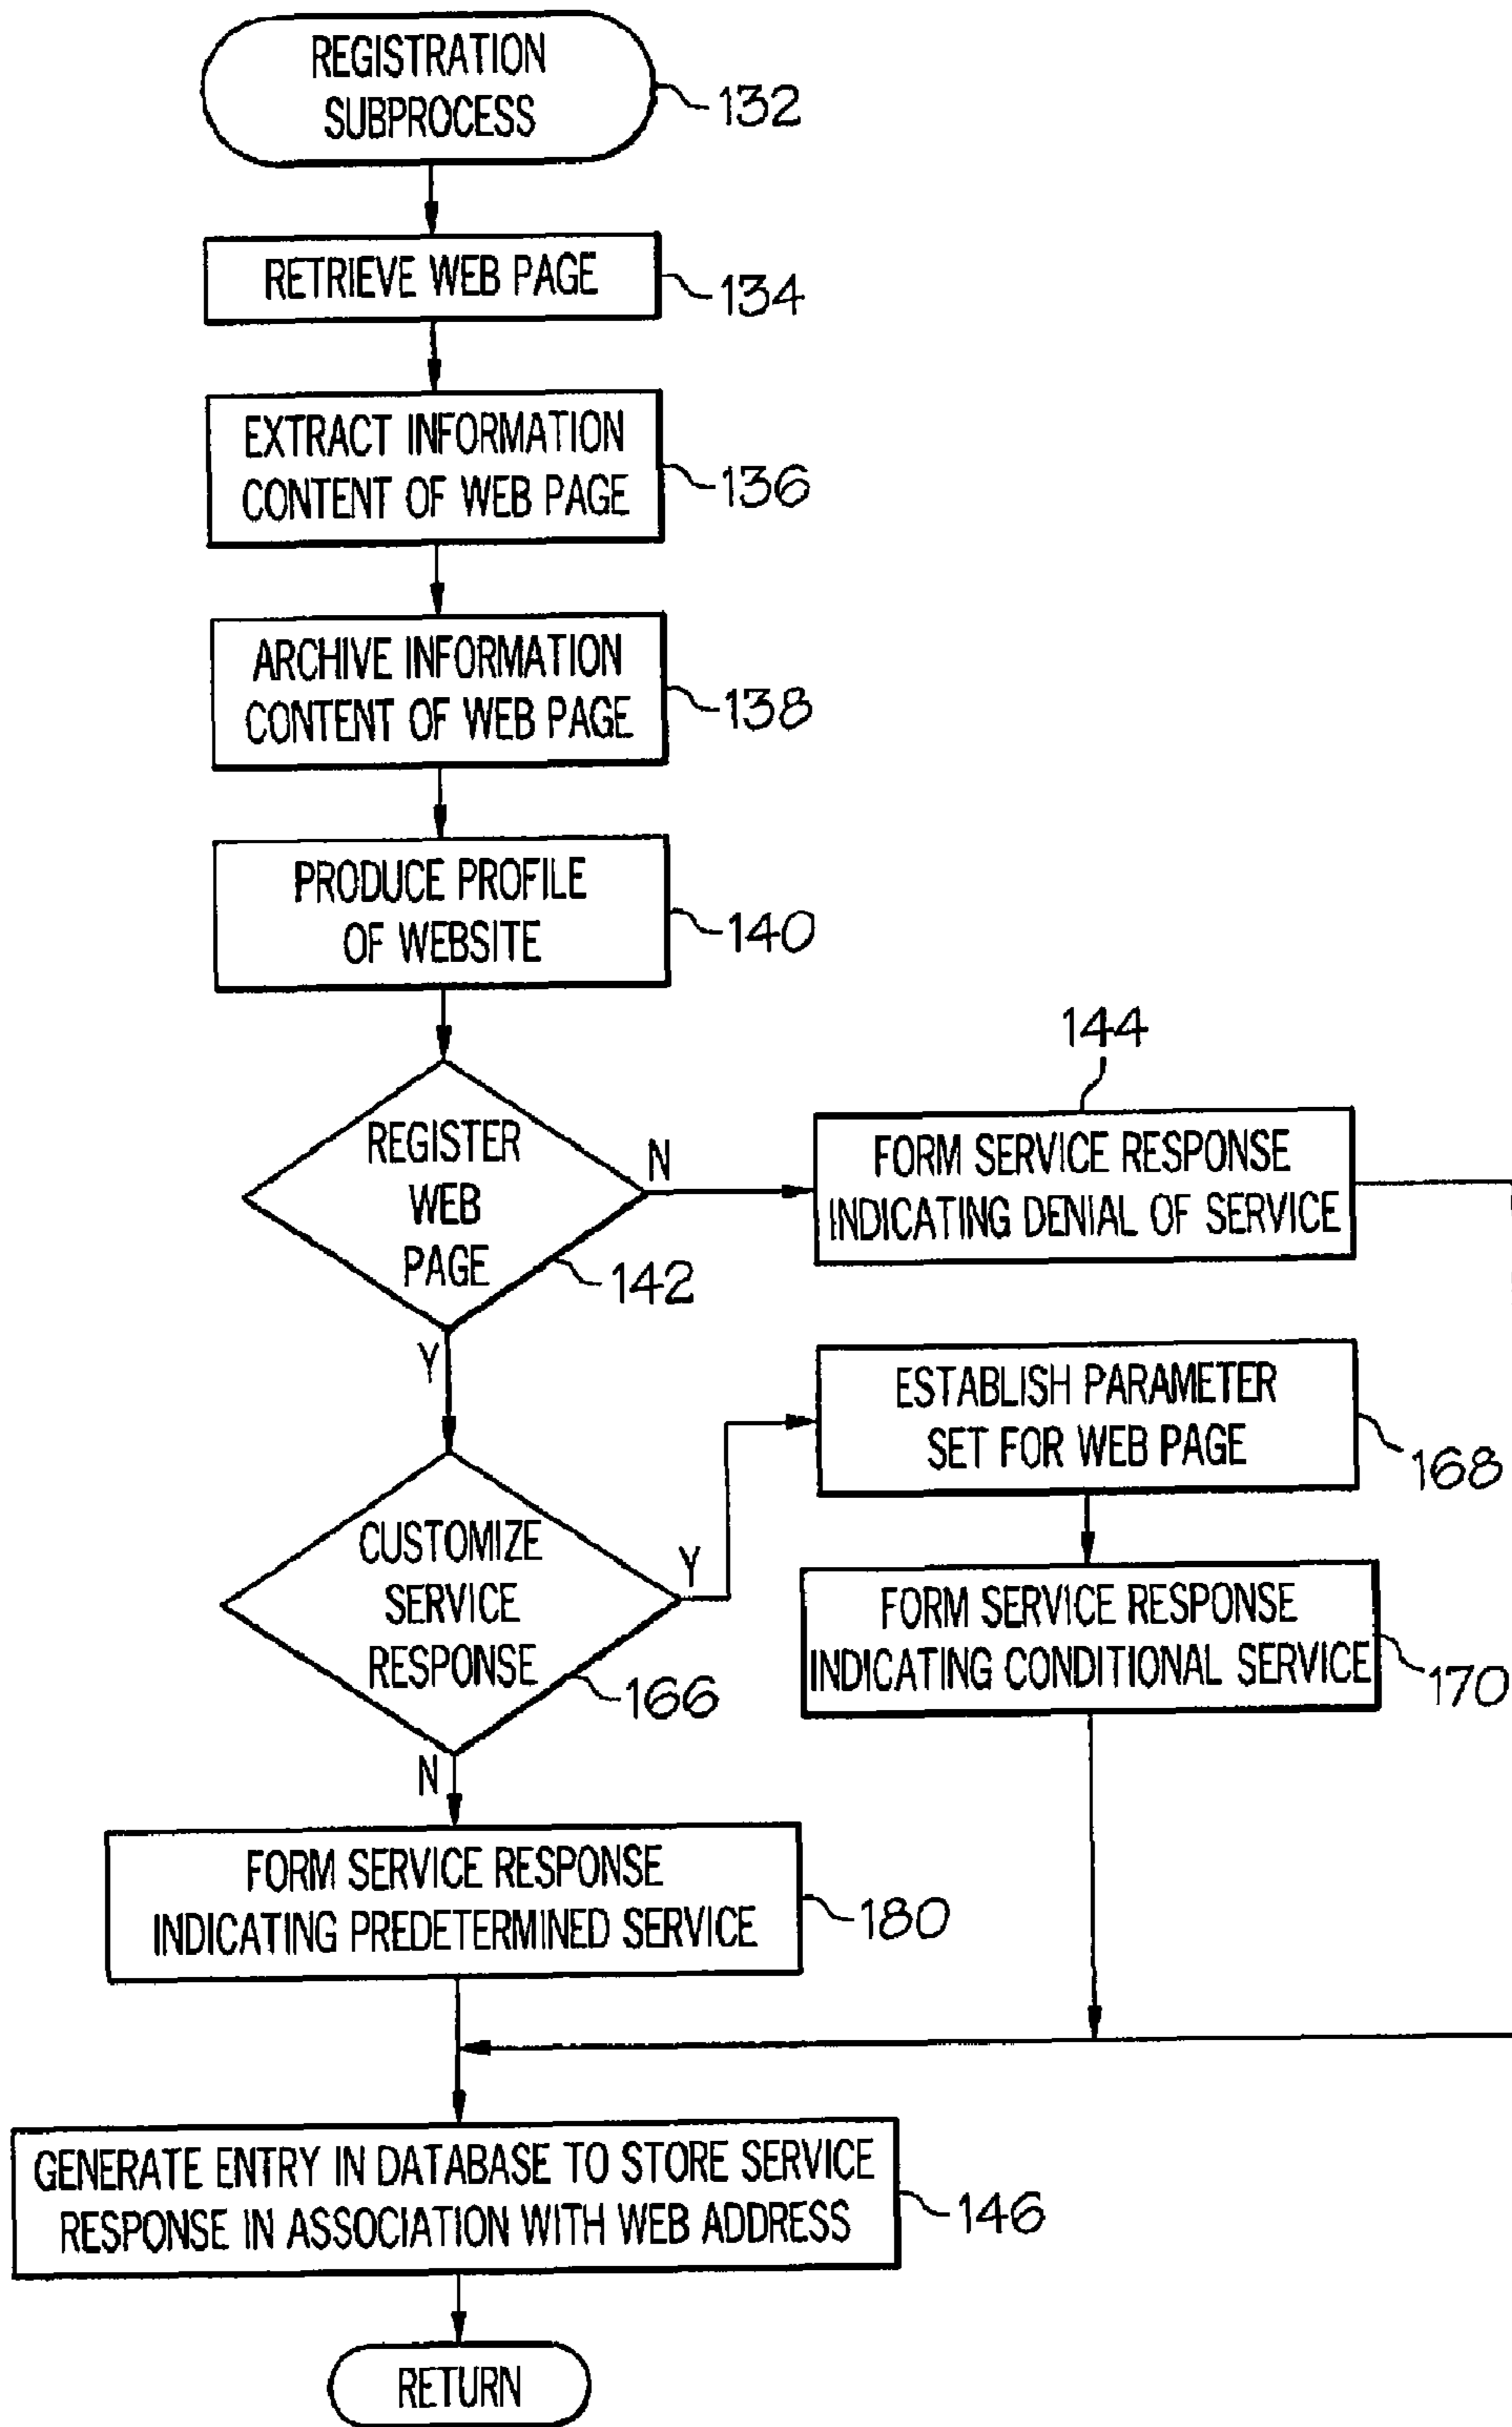 REGISTRATION
SUBPROCESS
132
RETRIEVE WEB PAGE
134
EXTRACT INFORMATION
CONTENT OF WEB PAGE
136
ARCHIVE INFORMATION
CONTENT OF WEB PAGE
138
PRODUCE PROFILE
OF WEBSITE
140
REGISTER
WEB
PAGE
142
N
144
FORM SERVICE RESPONSE
INDICATING DENIAL OF SERVICE
Y
CUSTOMIZE
SERVICE
RESPONSE
166
Y
ESTABLISH PARAMETER
SET FOR WEB PAGE
168
FORM SERVICE RESPONSE
INDICATING CONDITIONAL SERVICE
170
N
FORM SERVICE RESPONSE
INDICATING PREDETERMINED SERVICE
180
GENERATE ENTRY IN DATABASE TO STORE SERVICE
RESPONSE IN ASSOCIATION WITH WEB ADDRESS
146
RETURN